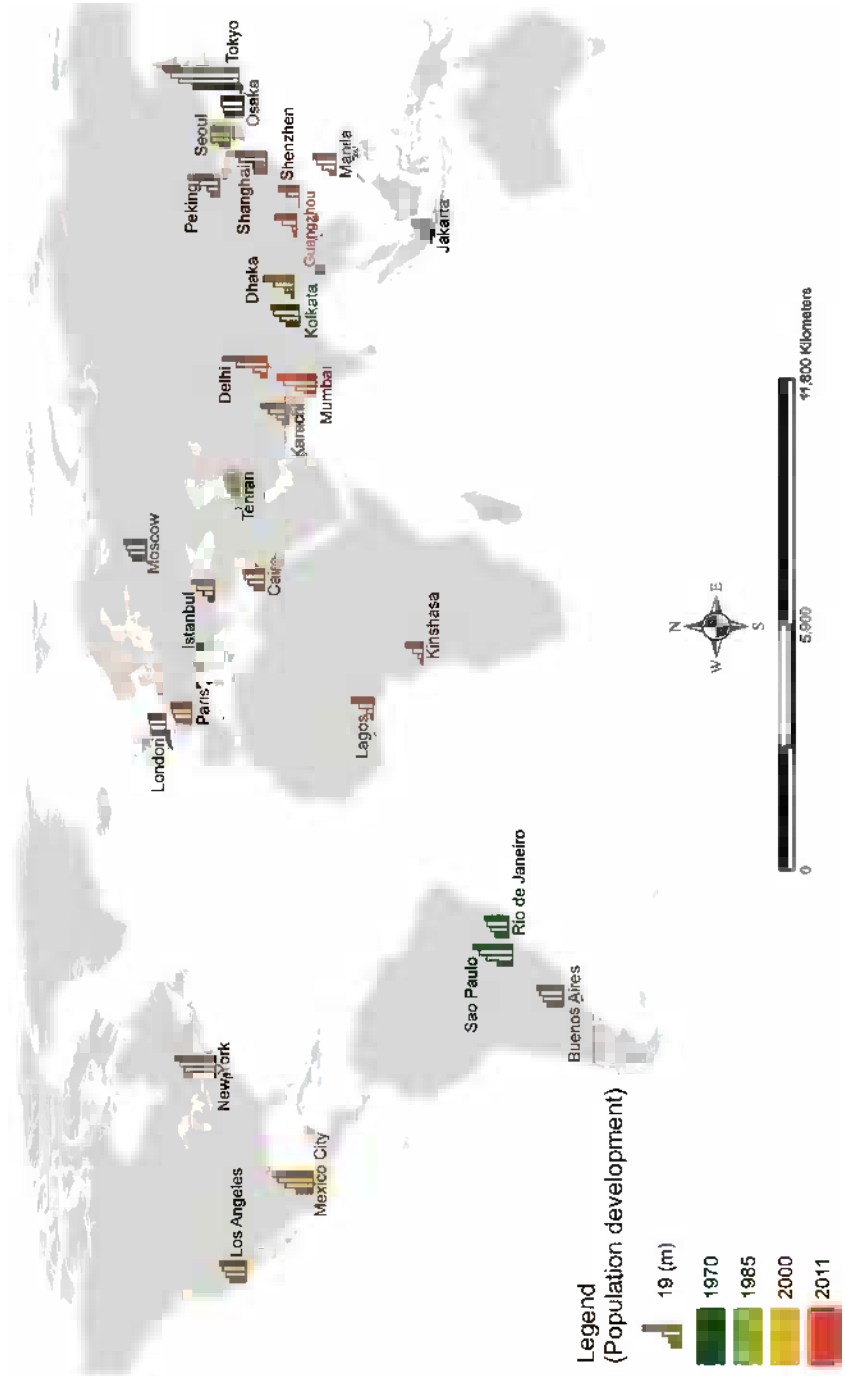 Tokyo
Osaka
Seoul
Peking
Shanghai
Shenzhen
Guangzhou
Manila
Jakarta
Dhaka
Kolkata
Delhi
Mumbai
Karachi
Tehran
Moscow
Istanbul
Cairo
London
Paris
Lagos
Kinshasa
New York
Los Angeles
Mexico City
Sao Paulo
Rio de Janeiro
Buenos Aires
N
W
E
S
0
5,900
11,800 Kilometers
Legend
(Population development)
19 (m)
1970
1985
2000
2011